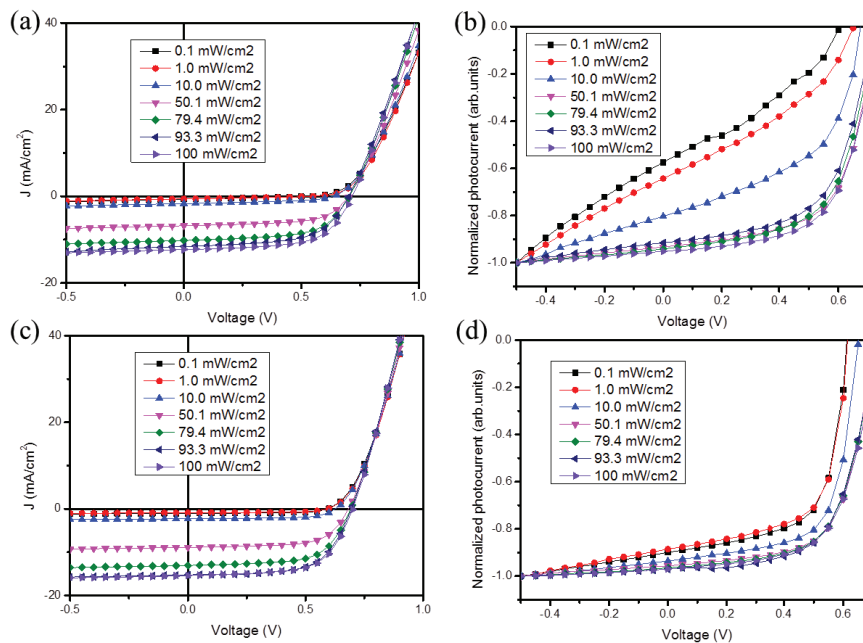 (a)
40
20
0
-20
J (mA/cm²)
-0.5
0.0
0.5
1.0
Voltage (V)
0.1 mW/cm2
1.0 mW/cm2
10.0 mW/cm2
50.1 mW/cm2
79.4 mW/cm2
93.3 mW/cm2
100 mW/cm2
(b)
0.0
-0.2
-0.4
-0.6
-0.8
-1.0
Normalized photocurrent (arb.units)
-0.4
-0.2
0.0
0.2
0.4
0.6
Voltage (V)
0.1 mW/cm2
1.0 mW/cm2
10.0 mW/cm2
50.1 mW/cm2
79.4 mW/cm2
93.3 mW/cm2
100 mW/cm2
(c)
40
20
0
-20
J (mA/cm²)
-0.5
0.0
0.5
1.0
Voltage (V)
0.1 mW/cm2
1.0 mW/cm2
10.0 mW/cm2
50.1 mW/cm2
79.4 mW/cm2
93.3 mW/cm2
100 mW/cm2
(d)
0.0
-0.2
-0.4
-0.6
-0.8
-1.0
Normalized photocurrent (arb.units)
-0.4
-0.2
0.0
0.2
0.4
0.6
Voltage (V)
0.1 mW/cm2
1.0 mW/cm2
10.0 mW/cm2
50.1 mW/cm2
79.4 mW/cm2
93.3 mW/cm2
100 mW/cm2